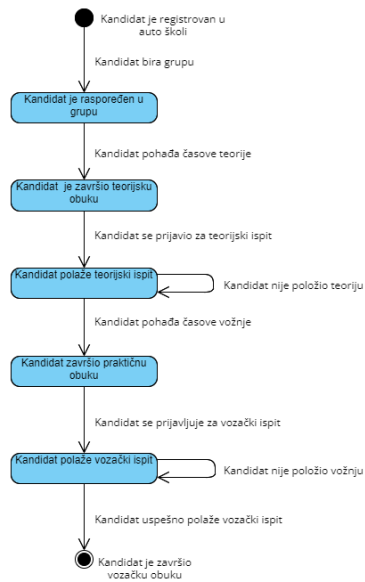 Kandidat je registrovan u
auto školi
Kandidat bira grupu
Kandidat je raspoređen u
grupu
Kandidat pohađa časove teorije
Kandidat je završio teorijsku
obuku
Kandidat se prijavio za teorijski ispit
Kandidat polaže teorijski ispit
Kandidat nije položio teoriju
Kandidat pohađa časove vožnje
Kandidat završio praktičnu
obuku
Kandidat se prijavljuje za vozački ispit
Kandidat polaže vozački ispit
Kandidat nije položio vožnju
Kandidat uspešno polaže vozački ispit
Kandidat je završio
vozačku obuku